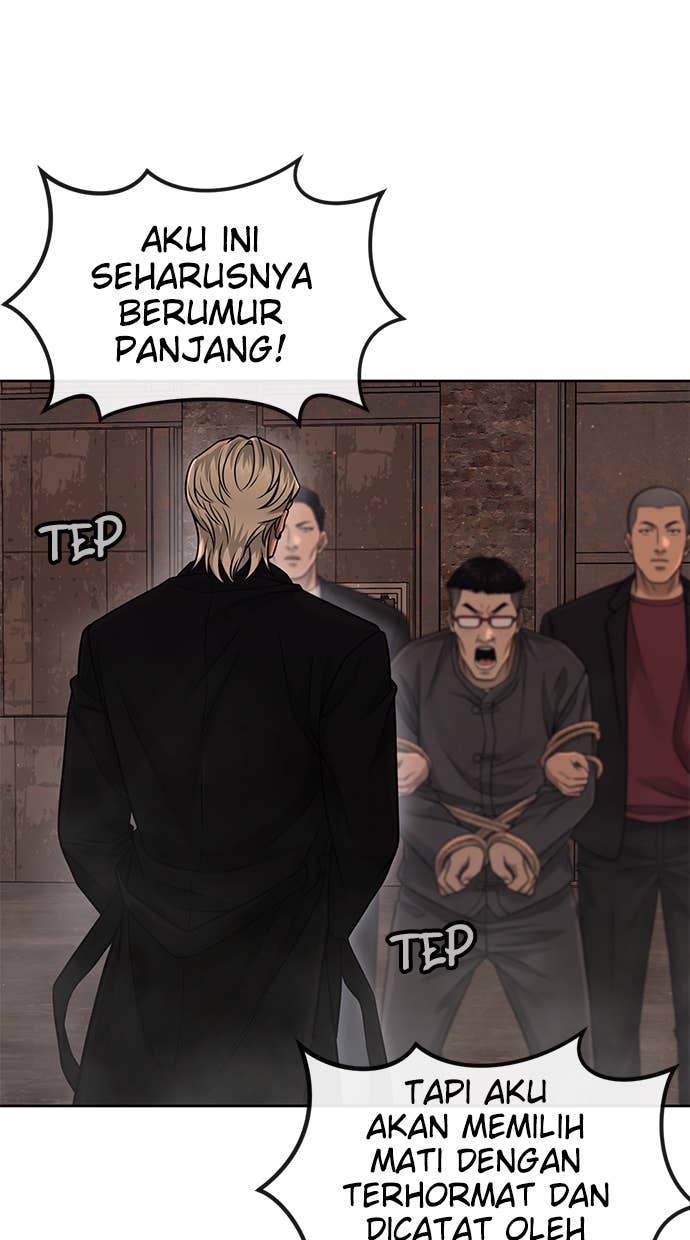 AKU INI
SEHARUSNYA
BERUMUR
PANJANG!
TEP
TEP
TAPI AKU
AKAN MEMILIH
MATI DENGAN
TERHORMAT DAN
DICATAT OLEH